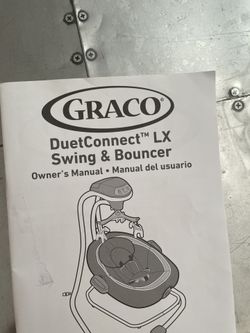 GRACO®
DuetConnect™ LX
Swing & Bouncer
Owner's Manual • Manual del usuario